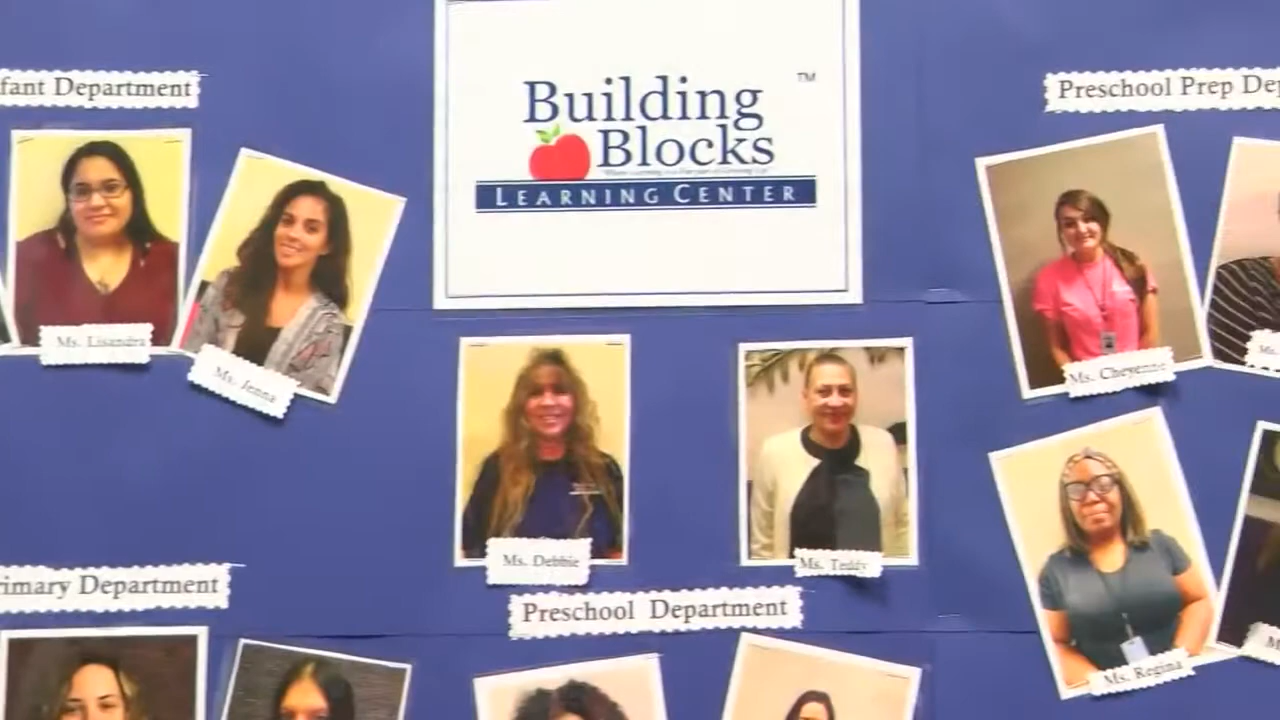 fant Department
Building
Blocks
TM
LEARNING CENTER
Preschool Prep Dep
Ms. Lisandra
Ms. Jenna
Ms. Cheyenne
Ms. Debbie
Ms. Teddy
rimary Department
Preschool Department
Ms. Regina